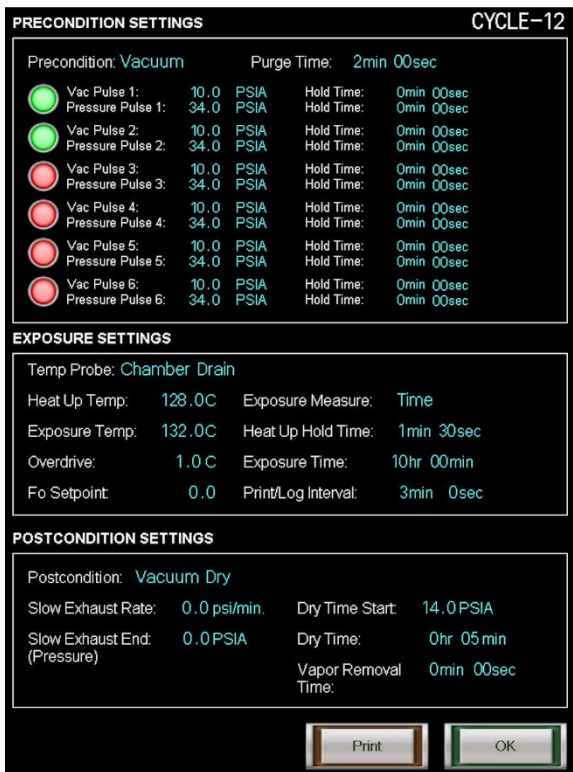 PRECONDITION SETTINGS CYCLE-12
Precondition: Vacuum Purge Time: 2min 00sec
Vac Pulse 1: 10.0 PSIA Hold Time: 0min 00sec
Pressure Pulse 1: 34.0 PSIA Hold Time: 0min 00sec
Vac Pulse 2: 10.0 PSIA Hold Time: 0min 00sec
Pressure Pulse 2: 34.0 PSIA Hold Time: 0min 00sec
Vac Pulse 3: 10.0 PSIA Hold Time: 0min 00sec
Pressure Pulse 3: 34.0 PSIA Hold Time: 0min 00sec
Vac Pulse 4: 10.0 PSIA Hold Time: 0min 00sec
Pressure Pulse 4: 34.0 PSIA Hold Time: 0min 00sec
Vac Pulse 5: 10.0 PSIA Hold Time: 0min 00sec
Pressure Pulse 5: 34.0 PSIA Hold Time: 0min 00sec
Vac Pulse 6: 10.0 PSIA Hold Time: 0min 00sec
Pressure Pulse 6: 34.0 PSIA Hold Time: 0min 00sec
EXPOSURE SETTINGS
Temp Probe: Chamber Drain
Heat Up Temp: 128.0C Exposure Measure: Time
Exposure Temp: 132.0C Heat Up Hold Time: 1min 30sec
Overdrive: 1.0 C Exposure Time: 10hr 00min
Fo Setpoint: 0.0 Print/Log Interval: 3min 0sec
POSTCONDITION SETTINGS
Postcondition: Vacuum Dry
Slow Exhaust Rate: 0.0 psi/min. Dry Time Start: 14.0 PSIA
Slow Exhaust End: 0.0 PSIA Dry Time: 0hr 05 min
(Pressure)
Vapor Removal 0min 00sec
Time:
Print OK